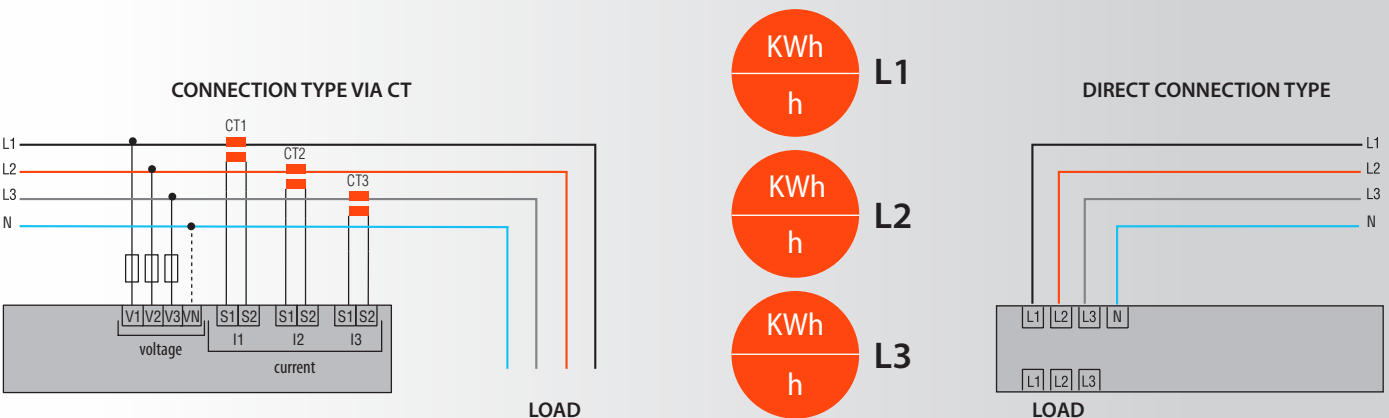 CONNECTION TYPE VIA CT
CT1
CT2
CT3
L1
L2
L3
N
V1 V2 V3 VN S1 S2 S1 S2 S1 S2
voltage I1 I2 I3
current
LOAD
KWh
h
L1
KWh
h
L2
KWh
h
L3
DIRECT CONNECTION TYPE
L1
L2
L3
N
L1 L2 L3 N
L1 L2 L3
LOAD